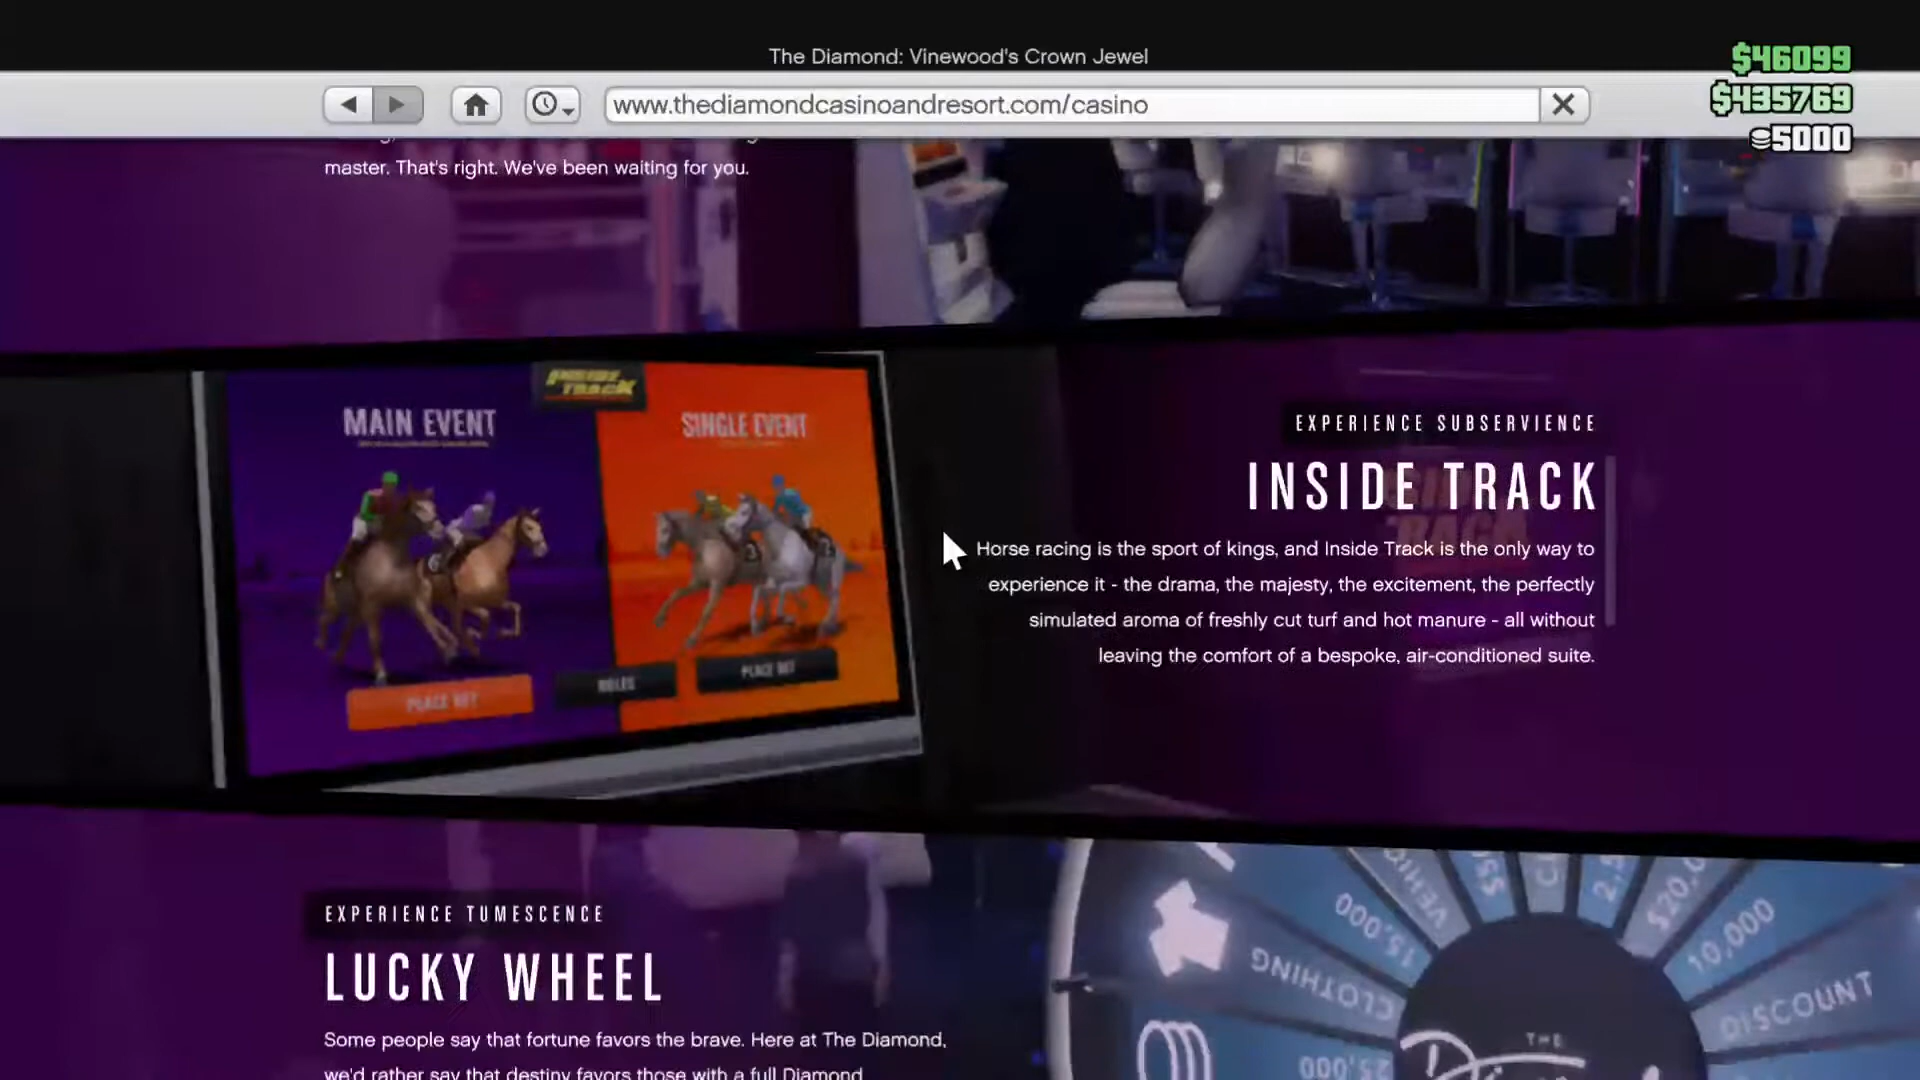 The Diamond: Vinewood's Crown Jewel
$46099
www.thediamondcasinoandresort.com/casino
$435769
5000
master. That's right. We've been waiting for you.
INSIDE TRACK
MAIN EVENT
SINGLE EVENT
PLACE BET
RULES
PLACE BET
EXPERIENCE SUBSERVIENCE
INSIDE TRACK
Horse racing is the sport of kings, and Inside Track is the only way to
experience it - the drama, the majesty, the excitement, the perfectly
simulated aroma of freshly cut turf and hot manure - all without
leaving the comfort of a bespoke, air-conditioned suite.
EXPERIENCE TUMESCENCE
LUCKY WHEEL
Some people say that fortune favors the brave. Here at The Diamond,
we'd rather say that destiny favors those with a full Diamond
25,000
CLOTHING
15,000
$20,0
10,000
DISCOUNT
THE